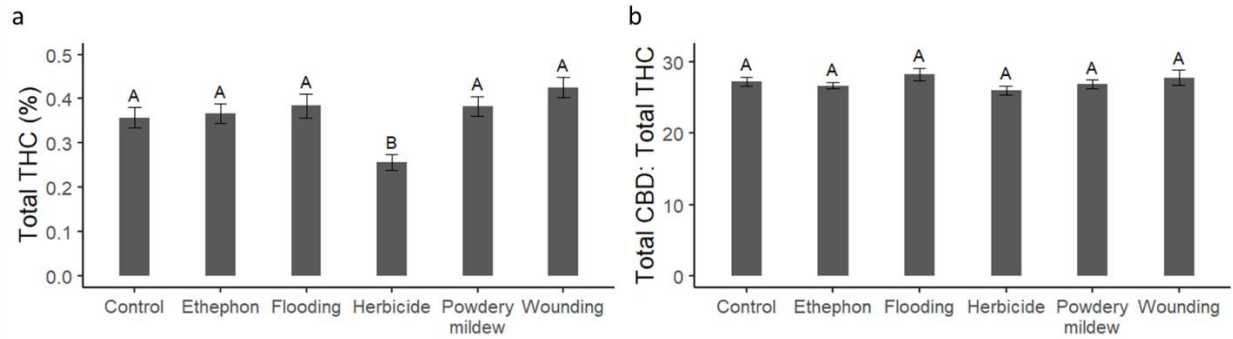 a
Total THC (%)
0.5
0.4
0.3
0.2
0.1
0.0
A
A
A
B
A
A
Control
Ethephon
Flooding
Herbicide
Powdery
mildew
Wounding
b
Total CBD: Total THC
30
20
10
0
A
A
A
A
A
A
Control
Ethephon
Flooding
Herbicide
Powdery
mildew
Wounding